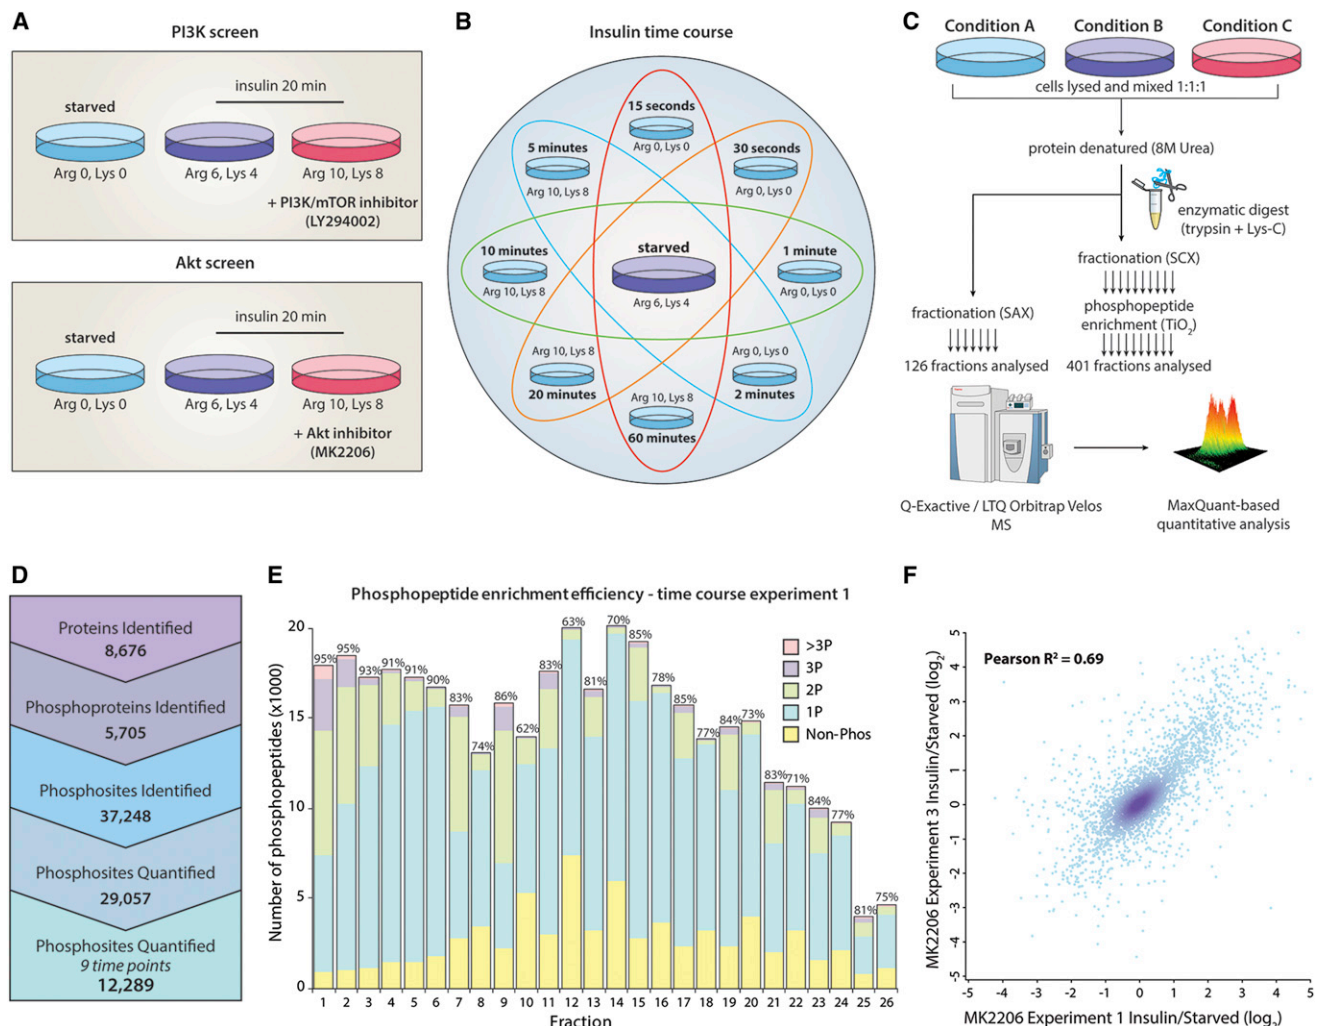 A
PI3K screen
insulin 20 min
starved
Arg 0, Lys 0
Arg 6, Lys 4
Arg 10, Lys 8
+ PI3K/mTOR inhibitor
(LY294002)
Akt screen
insulin 20 min
starved
Arg 0, Lys 0
Arg 6, Lys 4
Arg 10, Lys 8
+ Akt inhibitor
(MK2206)
B
Insulin time course
15 seconds
Arg 0, Lys 0
5 minutes
Arg 10, Lys 8
30 seconds
Arg 0, Lys 0
10 minutes
Arg 10, Lys 8
starved
Arg 6, Lys 4
1 minute
Arg 0, Lys 0
Arg 10, Lys 8
20 minutes
Arg 0, Lys 0
2 minutes
Arg 10, Lys 8
60 minutes
C
Condition A
Condition B
Condition C
cells lysed and mixed 1:1:1
protein denatured (8M Urea)
enzymatic digest
(trypsin + Lys-C)
fractionation (SCX)
phosphopeptide
enrichment (TiO2)
401 fractions analysed
fractionation (SAX)
126 fractions analysed
Q-Exactive / LTQ Orbitrap Velos
MS
MaxQuant-based
quantitative analysis
D
Proteins Identified
8,676
Phosphoproteins Identified
5,705
Phosphosites Identified
37,248
Phosphosites Quantified
29,057
Phosphosites Quantified
9 time points
12,289
E
Phosphopeptide enrichment efficiency - time course experiment 1
Number of phosphopeptides (x1000)
20
15
10
5
0
95%
95%
93%
91%
91%
90%
83%
74%
86%
62%
83%
63%
81%
70%
85%
78%
85%
77%
84%
73%
83%
71%
84%
77%
81%
75%
>3P
3P
2P
1P
Non-Phos
1 2 3 4 5 6 7 8 9 10 11 12 13 14 15 16 17 18 19 20 21 22 23 24 25 26
Fraction
F
Pearson R² = 0.69
MK2206 Experiment 3 Insulin/Starved (log2)
5
4
3
2
1
0
-1
-2
-3
-4
-5
-5 -4 -3 -2 -1 0 1 2 3 4 5
MK2206 Experiment 1 Insulin/Starved (log2)